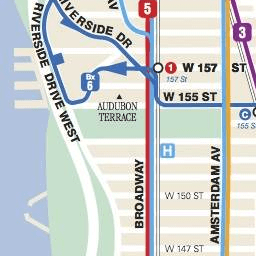 5
RIVERSIDE DR
AV
3
1 W 157 ST
157 St
RIVERSIDE DRIVE WEST
Bx
6
W 155 ST
AUDUBON
TERRACE
C
155 S
H
BROADWAY
AMSTERDAM AV
W 150 ST
W 147 ST